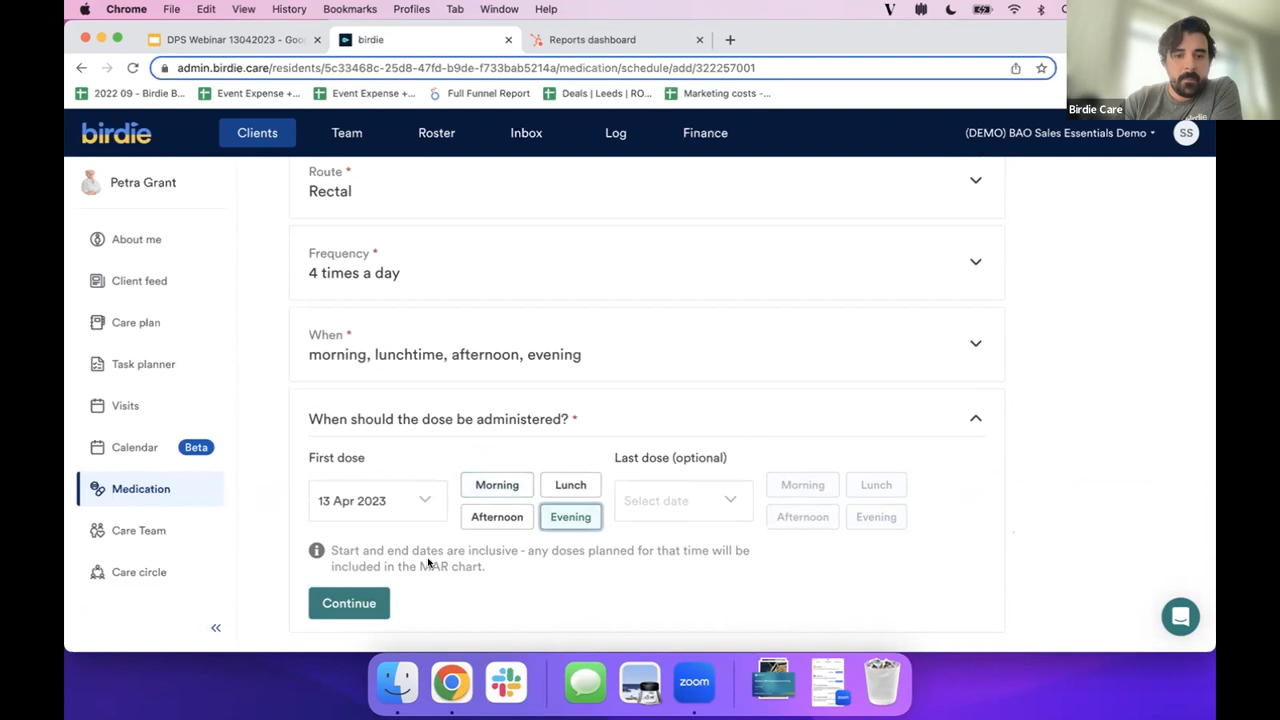 Chrome File Edit View History Bookmarks Profiles Tab Window Help
DPS Webinar 13042023 - Goo
birdie
Reports dashboard
admin.birdie.care/residents/5c33468c-25d8-47fd-b9de-f733bab5214a/medication/schedule/add/322257001
2022 09 - Birdie B...
Event Expense +...
Event Expense +...
Full Funnel Report
Deals | Leeds | RO...
Marketing costs -...
Birdie Care
birdie
Clients Team Roster Inbox Log Finance
(DEMO) BAO Sales Essentials Demo
SS
Petra Grant
About me
Client feed
Care plan
Task planner
Visits
Calendar Beta
Medication
Care Team
Care circle
Route *
Rectal
Frequency *
4 times a day
When *
morning, lunchtime, afternoon, evening
When should the dose be administered? *
First dose
13 Apr 2023
Morning Lunch
Afternoon Evening
Last dose (optional)
Select date
Morning Lunch
Afternoon Evening
Start and end dates are inclusive - any doses planned for that time will be
included in the MAR chart.
Continue
zoom